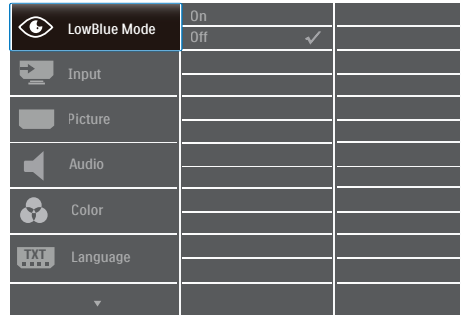 LowBlue Mode
On
Off
Input
Picture
Audio
Color
TXT
Language